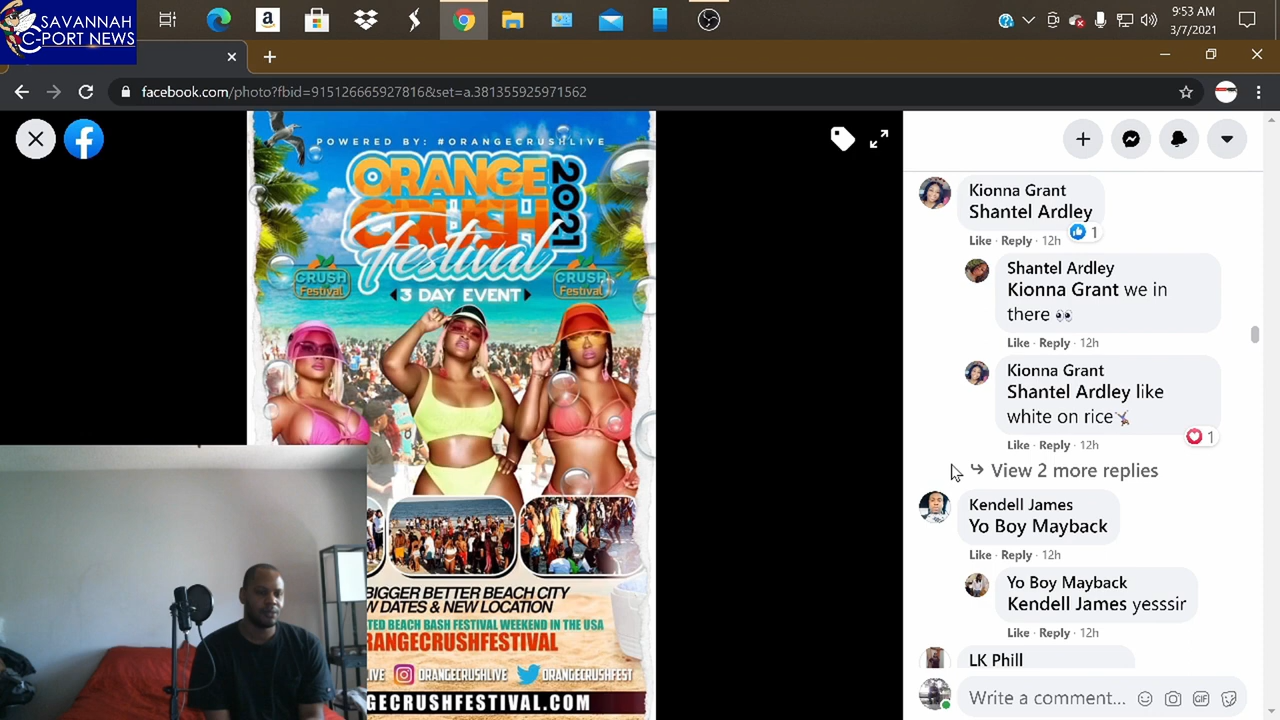 SAVANNAH
C-PORT NEWS
9:53 AM
3/7/2021
facebook.com/photo?fbid=915126665927816&set=a.381355925971562
POWERED BY: #ORANGECRUSHLIVE
ORANGE
CRUSH
2021
Festival
CRUSH
Festival
CRUSH
Festival
3 DAY EVENT
BIGGER BETTER BEACH CITY
W DATES & NEW LOCATION
TED BEACH BASH FESTIVAL WEEKEND IN THE USA
RANGECRUSHFESTIVAL
IVE ORANGECRUSHLIVE ORANGECRUSHFEST
GECRUSHFESTIVAL.COM
Kionna Grant
Shantel Ardley
Like · Reply · 12h
1
Shantel Ardley
Kionna Grant we in
there 👀
Like · Reply · 12h
Kionna Grant
Shantel Ardley like
white on rice
1
Like · Reply · 12h
View 2 more replies
Kendell James
Yo Boy Mayback
Like · Reply · 12h
Yo Boy Mayback
Kendell James yesssir
Like · Reply · 12h
LK Phill
Write a comment...
GIF